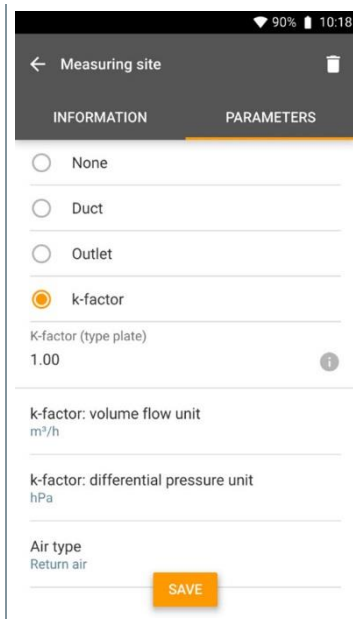 90% 10:18
Measuring site
INFORMATION PARAMETERS
None
Duct
Outlet
k-factor
K-factor (type plate)
1.00
k-factor: volume flow unit
m³/h
k-factor: differential pressure unit
hPa
Air type
Return air
SAVE